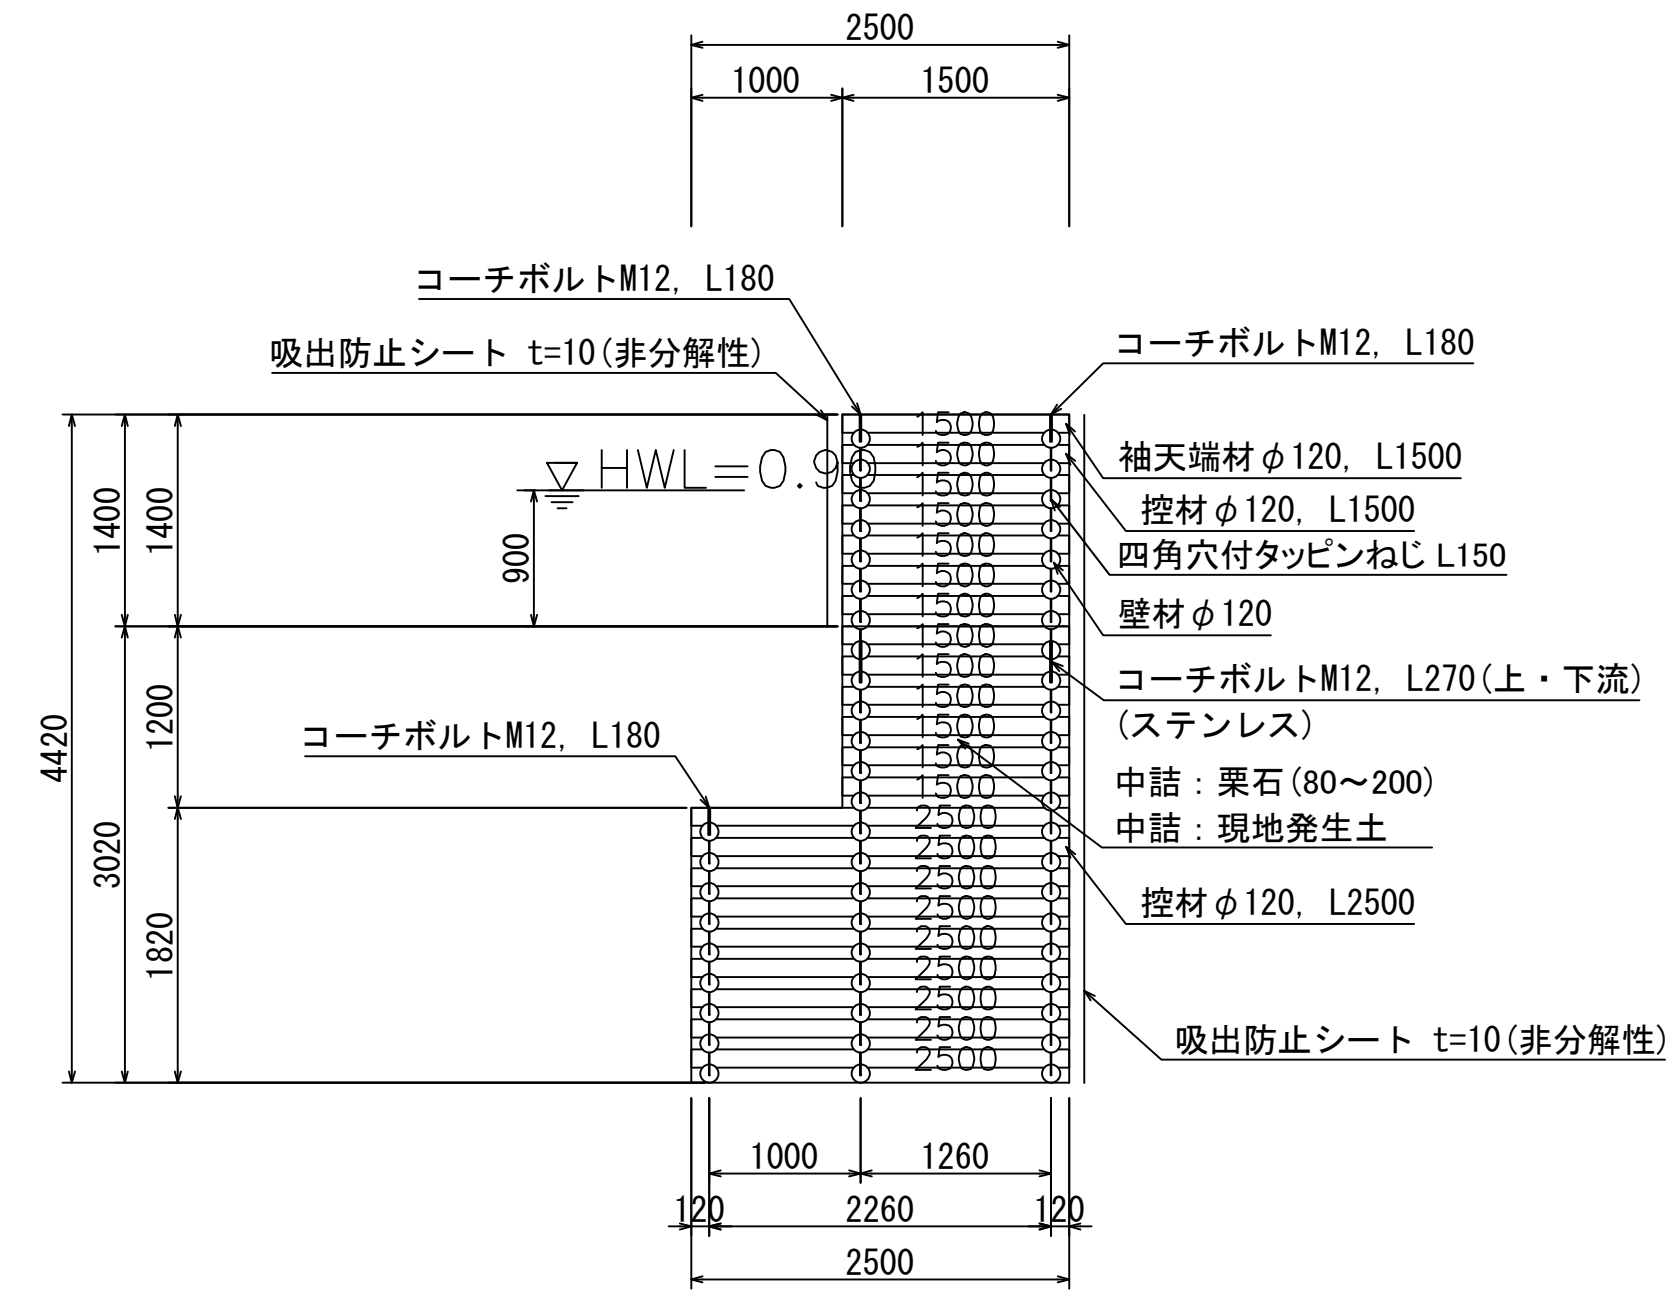 2500
1000
1500
コーチボルトM12, L180
吸出防止シート t=10(非分解性)
コーチボルトM12, L180
HWL=0.90
900
1400
1400
1200
4420
3020
1820
コーチボルトM12, L180
1500
1500
1500
1500
1500
1500
1500
1500
1500
1500
1500
1500
1500
2500
2500
2500
2500
2500
2500
2500
2500
2500
袖天端材φ120, L1500
控材φ120, L1500
四角穴付タッピンねじ L150
壁材φ120
コーチボルトM12, L270(上・下流)
(ステンレス)
中詰：栗石(80～200)
中詰：現地発生土
控材φ120, L2500
吸出防止シート t=10(非分解性)
1000
1260
120
2260
120
2500